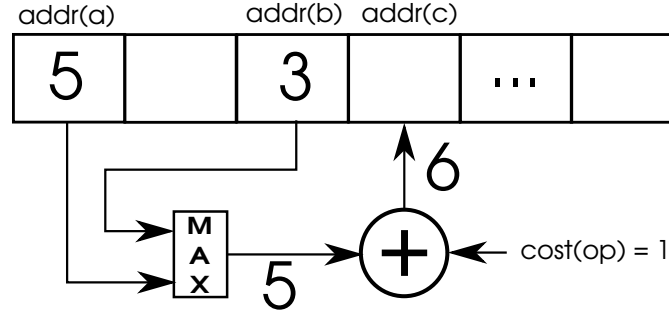 addr(a) addr(b) addr(c)
5 3 ...
6
M
A
X
5
+
cost(op) = 1